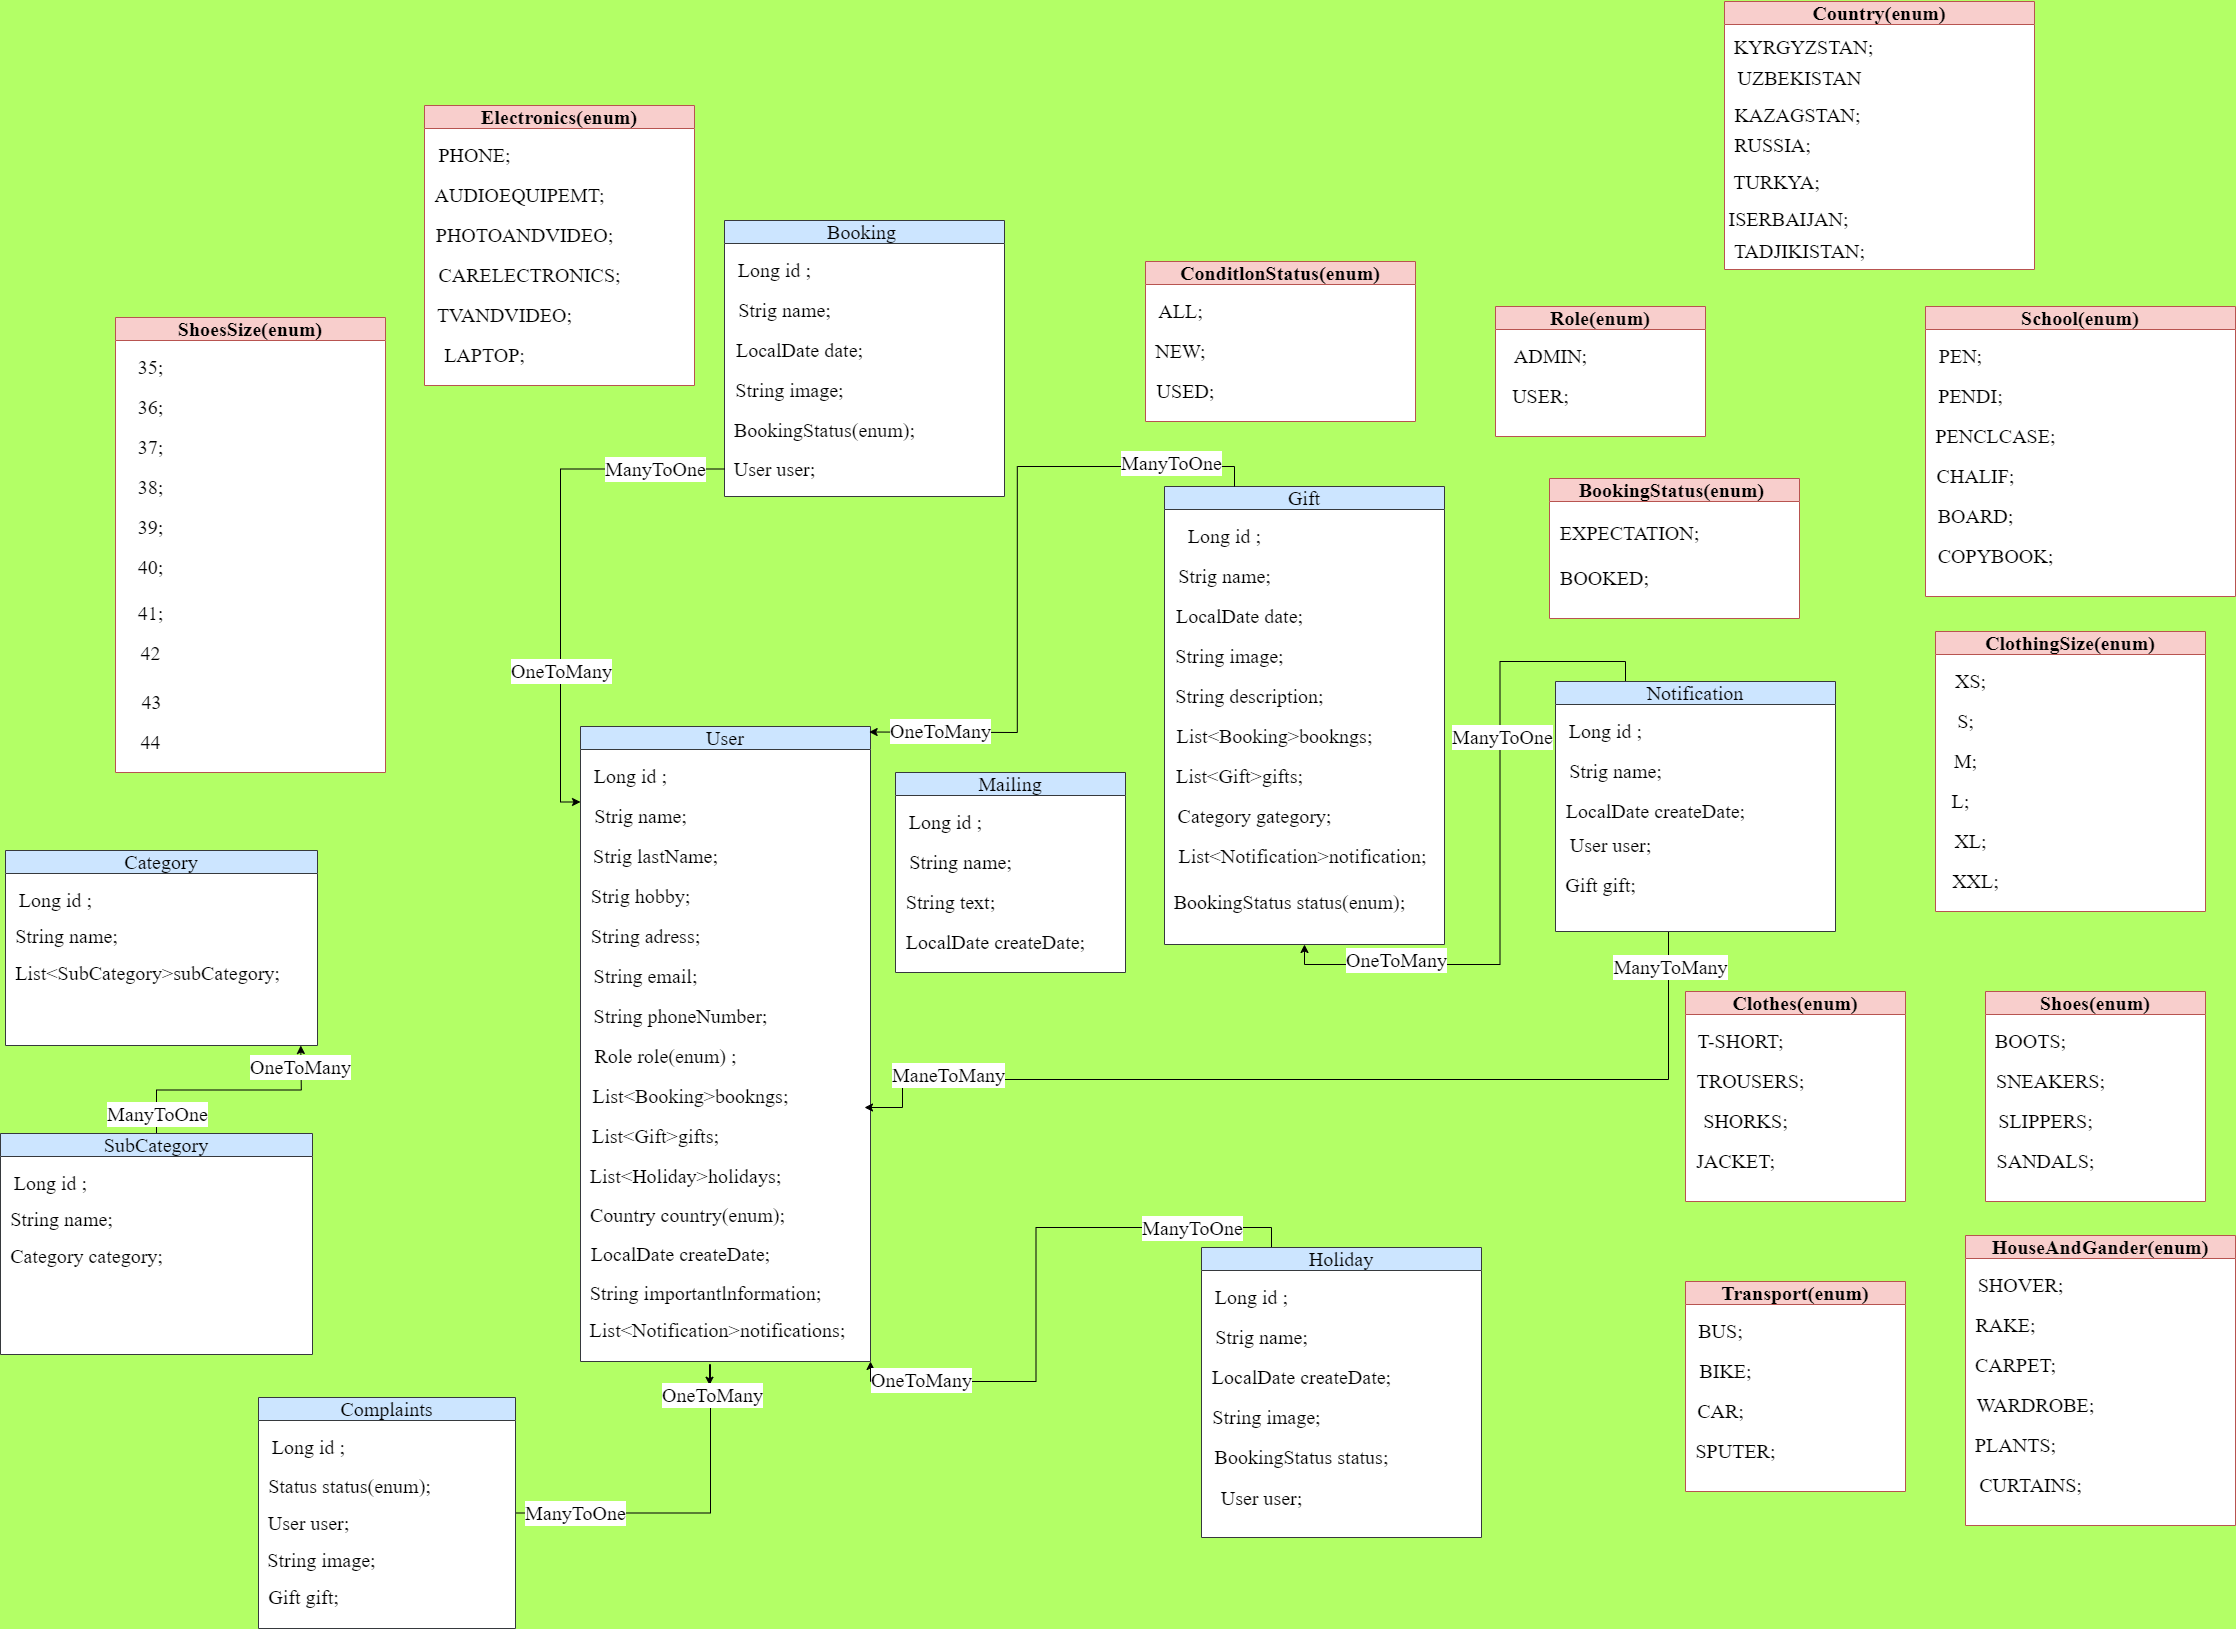 Country(enum)
KYRGYZSTAN;
UZBEKISTAN
KAZAGSTAN;
RUSSIA;
TURKYA;
ISERBAIJAN;
TADJIKISTAN;
Electronics(enum)
PHONE;
AUDIOEQUIPEMT;
PHOTOANDVIDEO;
CARELECTRONICS;
TVANDVIDEO;
LAPTOP;
Booking
Long id ;
Strig name;
LocalDate date;
String image;
BookingStatus(enum);
User user;
ConditlonStatus(enum)
ALL;
NEW;
USED;
Role(enum)
ADMIN;
USER;
School(enum)
PEN;
PENDI;
PENCLCASE;
CHALIF;
BOARD;
COPYBOOK;
ShoesSize(enum)
35;
36;
37;
38;
39;
40;
41;
42
43
44
ManyToOne
OneToMany
ManyToOne
OneToMany
Gift
Long id ;
Strig name;
LocalDate date;
String image;
String description;
List<Booking>bookngs;
List<Gift>gifts;
Category gategory;
List<Notification>notification;
BookingStatus status(enum);
BookingStatus(enum)
EXPECTATION;
BOOKED;
ClothingSize(enum)
XS;
S;
M;
L;
XL;
XXL;
Notification
Long id ;
Strig name;
LocalDate createDate;
User user;
Gift gift;
ManyToOne
OneToMany
ManyToMany
ManeToMany
User
Long id ;
Strig name;
Strig lastName;
Strig hobby;
String adress;
String email;
String phoneNumber;
Role role(enum) ;
List<Booking>bookngs;
List<Gift>gifts;
List<Holiday>holidays;
Country country(enum);
LocalDate createDate;
String importantlnformation;
List<Notification>notifications;
Mailing
Long id ;
String name;
String text;
LocalDate createDate;
Category
Long id ;
String name;
List<SubCategory>subCategory;
OneToMany
ManyToOne
SubCategory
Long id ;
String name;
Category category;
Clothes(enum)
T-SHORT;
TROUSERS;
SHORKS;
JACKET;
Shoes(enum)
BOOTS;
SNEAKERS;
SLIPPERS;
SANDALS;
ManyToOne
OneToMany
Holiday
Long id ;
Strig name;
LocalDate createDate;
String image;
BookingStatus status;
User user;
HouseAndGander(enum)
SHOVER;
RAKE;
CARPET;
WARDROBE;
PLANTS;
CURTAINS;
Transport(enum)
BUS;
BIKE;
CAR;
SPUTER;
OneToMany
ManyToOne
Complaints
Long id ;
Status status(enum);
User user;
String image;
Gift gift;